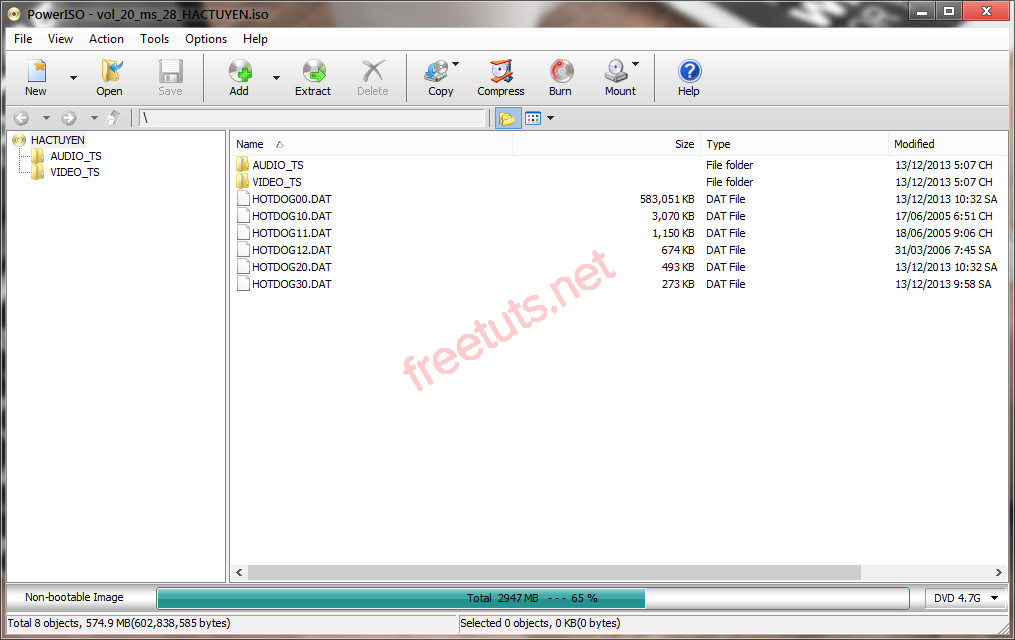 PowerISO - vol_20_ms_28_HACTUYEN.iso
File View Action Tools Options Help
New Open Save Add Extract Delete Copy Compress Burn Mount Help
\
HACTUYEN
AUDIO_TS
VIDEO_TS
Name Size Type Modified
AUDIO_TS File folder 13/12/2013 5:07 CH
VIDEO_TS File folder 13/12/2013 5:07 CH
HOTDOG00.DAT 583,051 KB DAT File 13/12/2013 10:32 SA
HOTDOG10.DAT 3,070 KB DAT File 17/06/2005 6:51 CH
HOTDOG11.DAT 1,150 KB DAT File 18/06/2005 9:06 CH
HOTDOG12.DAT 674 KB DAT File 31/03/2006 7:45 SA
HOTDOG20.DAT 493 KB DAT File 13/12/2013 10:32 SA
HOTDOG30.DAT 273 KB DAT File 13/12/2013 9:58 SA
freetuts.net
Non-bootable Image Total 2947 MB --- 65 % DVD 4.7G
Total 8 objects, 574.9 MB(602,838,585 bytes) Selected 0 objects, 0 KB(0 bytes)